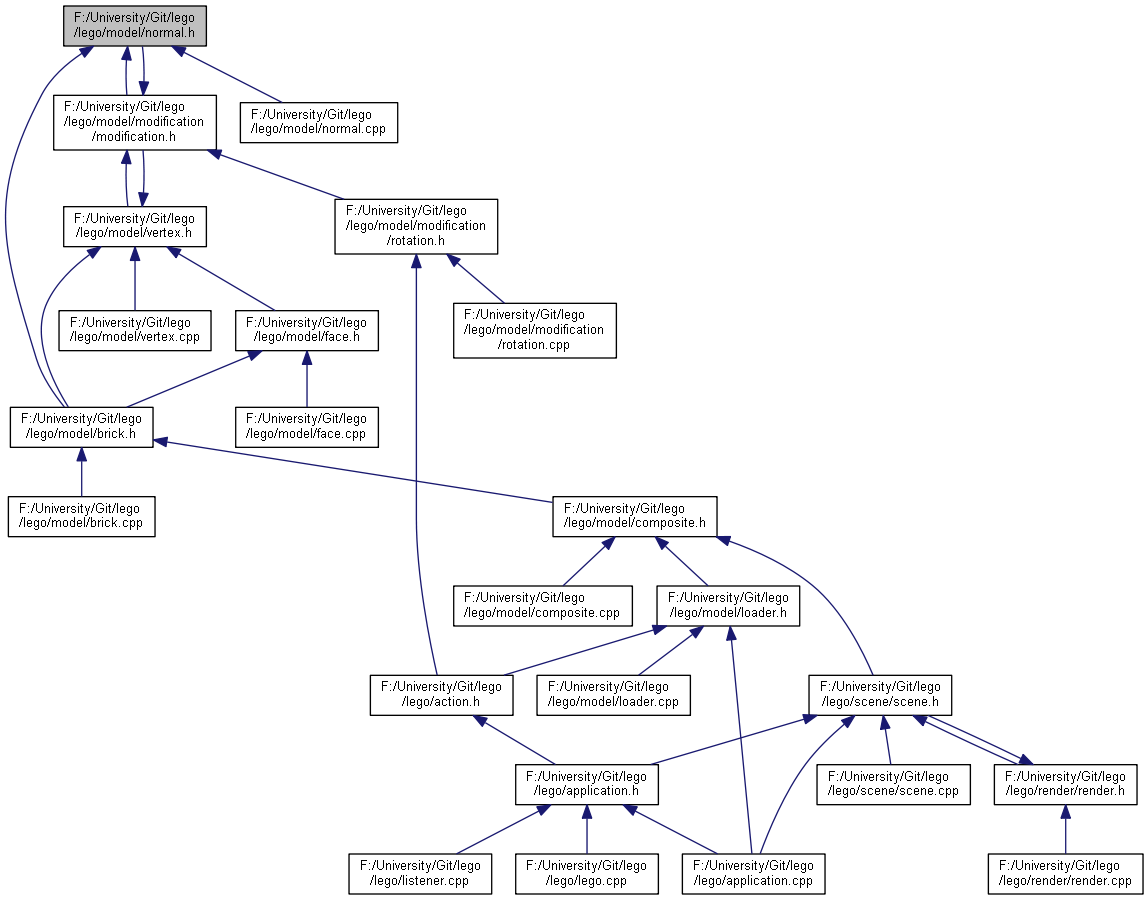 F:/University/Git/lego
/lego/model/normal.h
F:/University/Git/lego
/lego/model/modification
/modification.h
F:/University/Git/lego
/lego/model/normal.cpp
F:/University/Git/lego
/lego/model/vertex.h
F:/University/Git/lego
/lego/model/modification
/rotation.h
F:/University/Git/lego
/lego/model/vertex.cpp
F:/University/Git/lego
/lego/model/face.h
F:/University/Git/lego
/lego/model/modification
/rotation.cpp
F:/University/Git/lego
/lego/model/brick.h
F:/University/Git/lego
/lego/model/face.cpp
F:/University/Git/lego
/lego/model/brick.cpp
F:/University/Git/lego
/lego/model/composite.h
F:/University/Git/lego
/lego/model/composite.cpp
F:/University/Git/lego
/lego/model/loader.h
F:/University/Git/lego
/lego/action.h
F:/University/Git/lego
/lego/model/loader.cpp
F:/University/Git/lego
/lego/scene/scene.h
F:/University/Git/lego
/lego/application.h
F:/University/Git/lego
/lego/scene/scene.cpp
F:/University/Git/lego
/lego/render/render.h
F:/University/Git/lego
/lego/listener.cpp
F:/University/Git/lego
/lego/lego.cpp
F:/University/Git/lego
/lego/application.cpp
F:/University/Git/lego
/lego/render/render.cpp